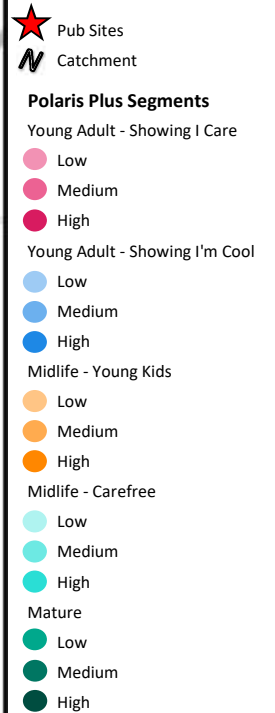 Pub Sites
N Catchment
Polaris Plus Segments
Young Adult - Showing I Care
Low
Medium
High
Young Adult - Showing I'm Cool
Low
Medium
High
Midlife - Young Kids
Low
Medium
High
Midlife - Carefree
Low
Medium
High
Mature
Low
Medium
High